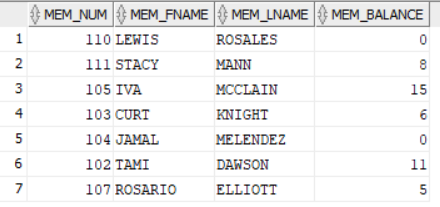 MEM_NUM MEM_FNAME MEM_LNAME MEM_BALANCE
1 110 LEWIS ROSALES 0
2 111 STACY MANN 8
3 105 IVA MCCLAIN 15
4 103 CURT KNIGHT 6
5 104 JAMAL MELENDEZ 0
6 102 TAMI DAWSON 11
7 107 ROSARIO ELLIOTT 5